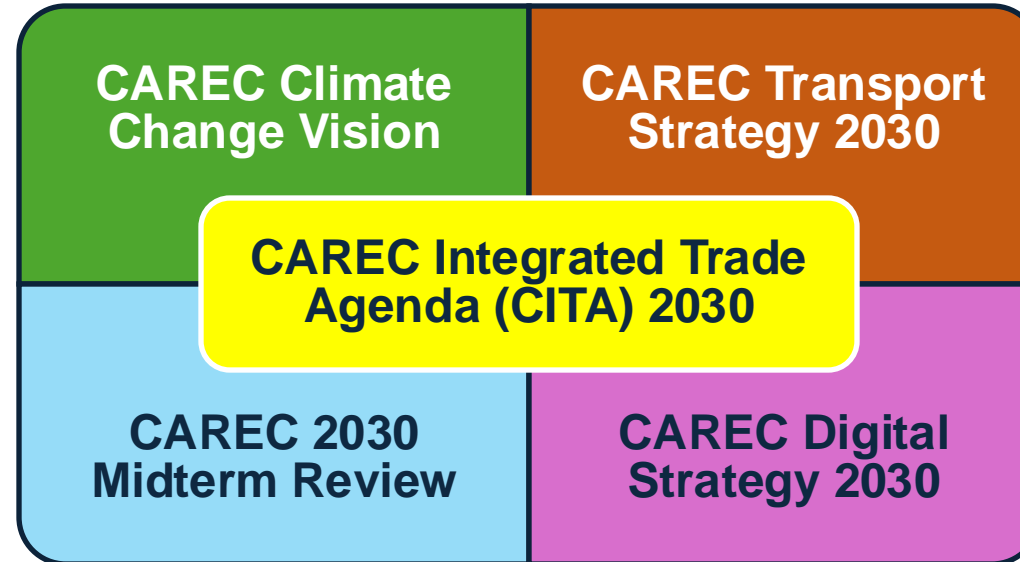 CAREC Climate
Change Vision
CAREC Transport
Strategy 2030
CAREC Integrated Trade
Agenda (CITA) 2030
CAREC 2030
Midterm Review
CAREC Digital
Strategy 2030